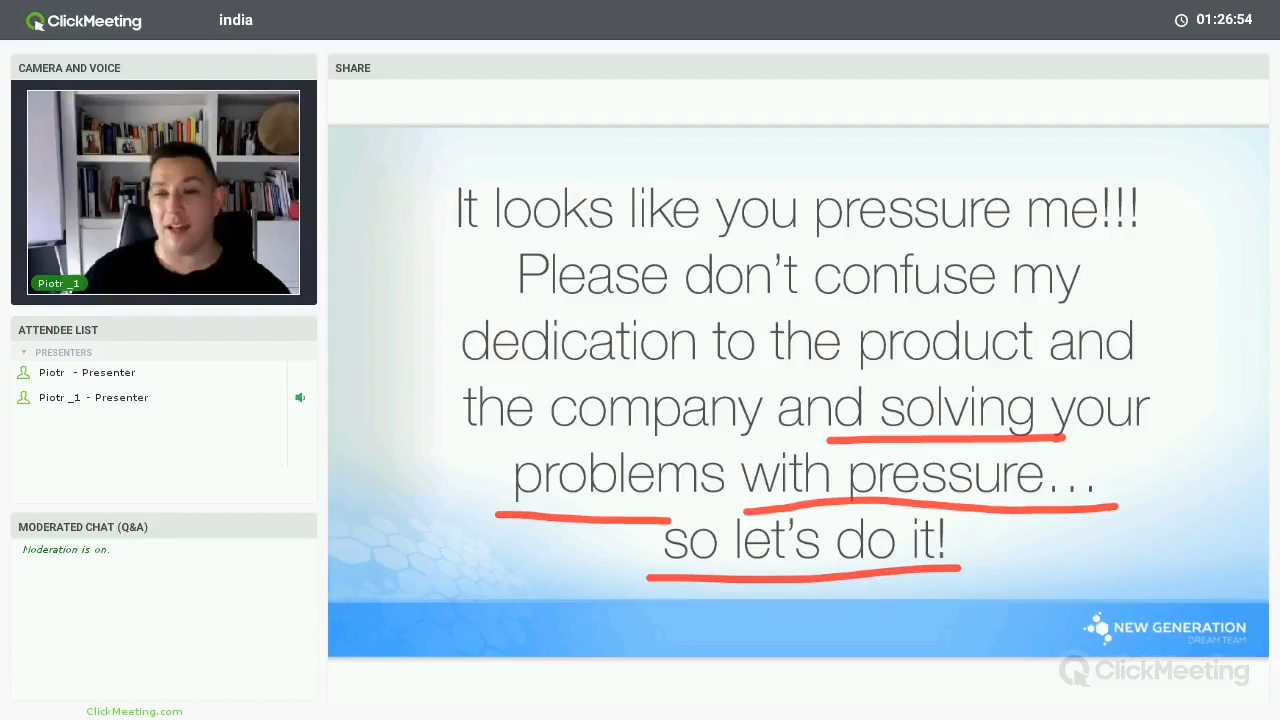 ClickMeeting
india
01:26:54
CAMERA AND VOICE
Piotr _1
ATTENDEE LIST
PRESENTERS
Piotr - Presenter
Piotr _1 - Presenter
MODERATED CHAT (Q&A)
Moderation is on.
ClickMeeting.com
SHARE
It looks like you pressure me!!!
Please don't confuse my
dedication to the product and
the company and solving your
problems with pressure...
so let's do it!
NEW GENERATION
DREAM TEAM
ClickMeeting